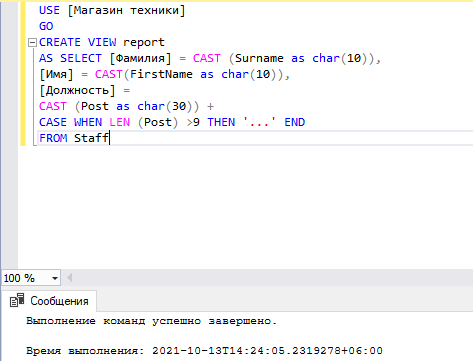 USE [Магазин техники]
GO
CREATE VIEW report
AS SELECT [Фамилия] = CAST (Surname as char(10)),
[Имя] = CAST(FirstName as char(10)),
[Должность] =
CAST (Post as char(30)) +
CASE WHEN LEN (Post) >9 THEN '...' END
FROM Staff
100 %
Сообщения
Выполнение команд успешно завершено.
Время выполнения: 2021-10-13T14:24:05.2319278+06:00